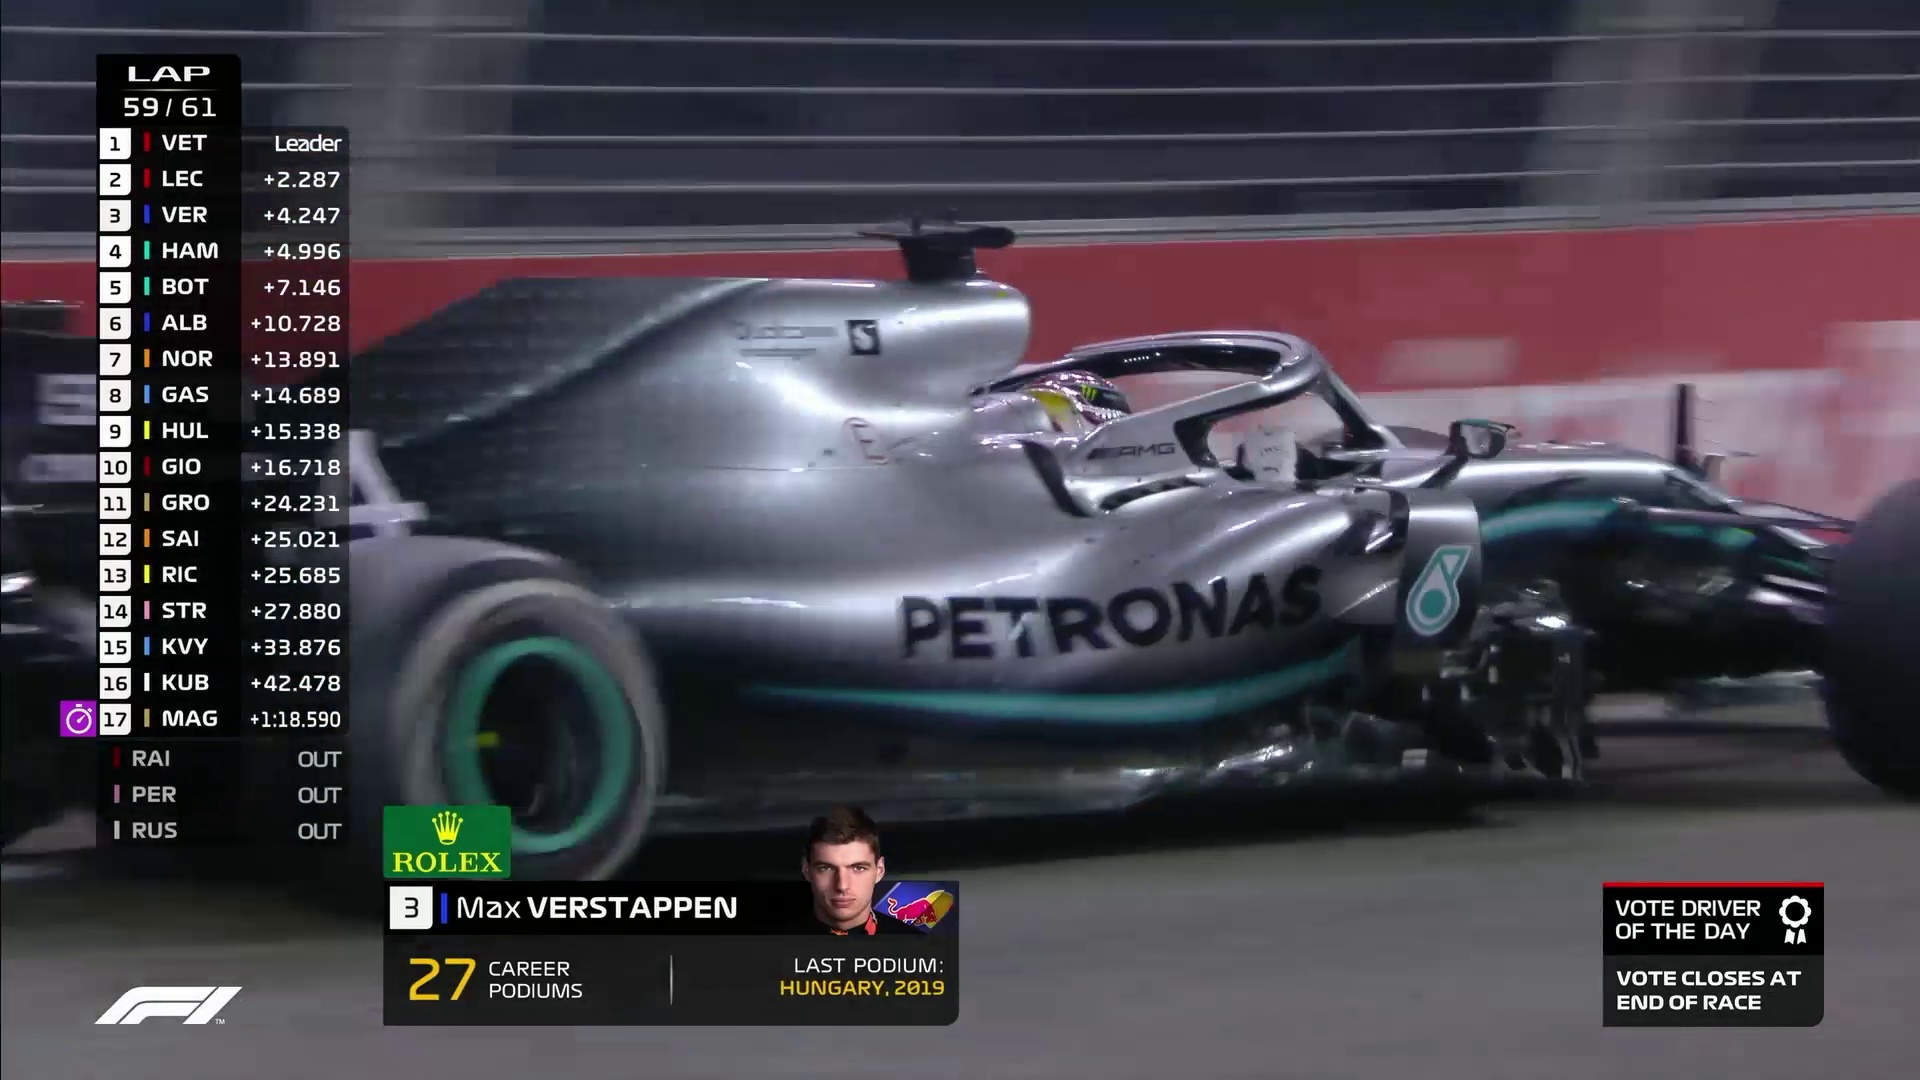 LAP
59 / 61
1 VET Leader
2 LEC +2.287
3 VER +4.247
4 HAM +4.996
5 BOT +7.146
6 ALB +10.728
7 NOR +13.891
8 GAS +14.689
9 HUL +15.338
10 GIO +16.718
11 GRO +24.231
12 SAI +25.021
13 RIC +25.685
14 STR +27.880
15 KVY +33.876
16 KUB +42.478
17 MAG +1:18.590
RAI OUT
PER OUT
RUS OUT
Qualcomm
AMG
PETRONAS
ROLEX
3 Max VERSTAPPEN
27 CAREER
PODIUMS
LAST PODIUM:
HUNGARY, 2019
VOTE DRIVER
OF THE DAY
VOTE CLOSES AT
END OF RACE
F1 TM